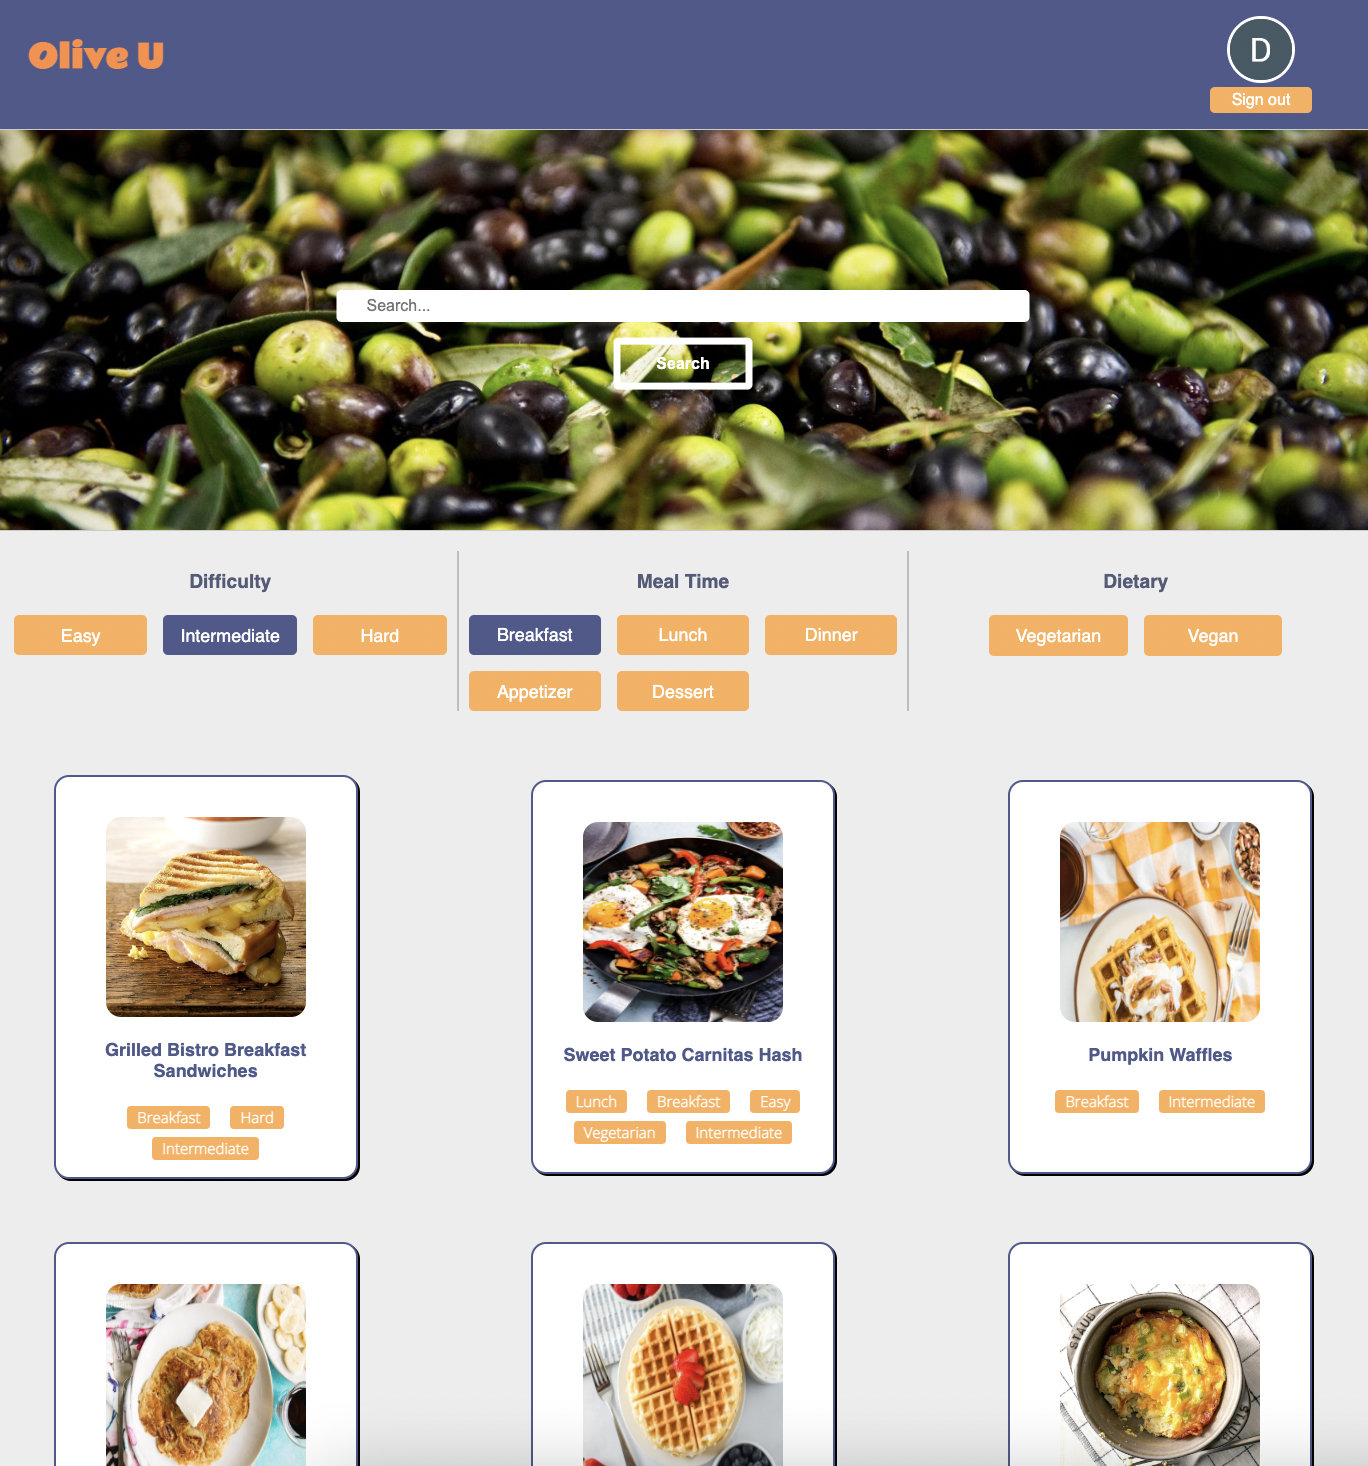 Olive U
D
Sign out
Search...
Search
Difficulty
Easy
Intermediate
Hard
Meal Time
Breakfast
Lunch
Dinner
Appetizer
Dessert
Dietary
Vegetarian
Vegan
Grilled Bistro Breakfast
Sandwiches
Breakfast
Hard
Intermediate
Sweet Potato Carnitas Hash
Lunch
Breakfast
Easy
Vegetarian
Intermediate
Pumpkin Waffles
Breakfast
Intermediate
STAUB
STAUB